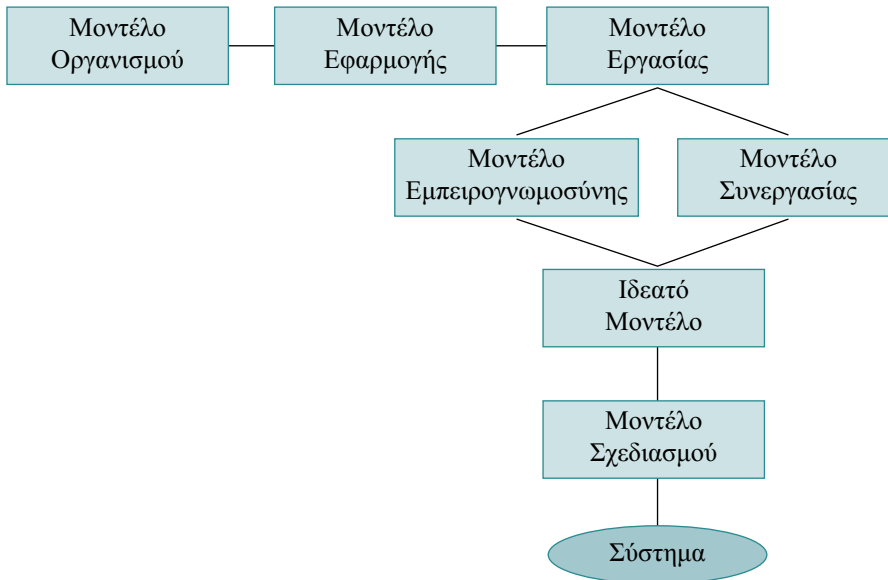 Μοντέλο
Οργανισμού
Μοντέλο
Εφαρμογής
Μοντέλο
Εργασίας
Μοντέλο
Εμπειρογνωμοσύνης
Μοντέλο
Συνεργασίας
Ιδεατό
Μοντέλο
Μοντέλο
Σχεδιασμού
Σύστημα